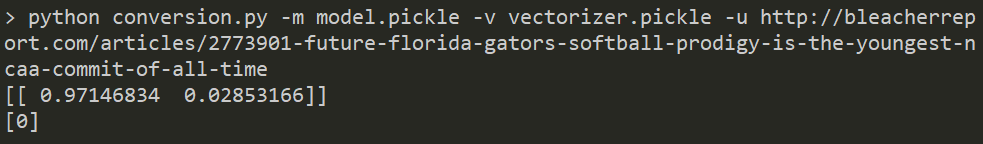 > python conversion.py -m model.pickle -v vectorizer.pickle -u http://bleacherrep
ort.com/articles/2773901-future-florida-gators-softball-prodigy-is-the-youngest-n
caa-commit-of-all-time
[[ 0.97146834  0.02853166]]
[0]